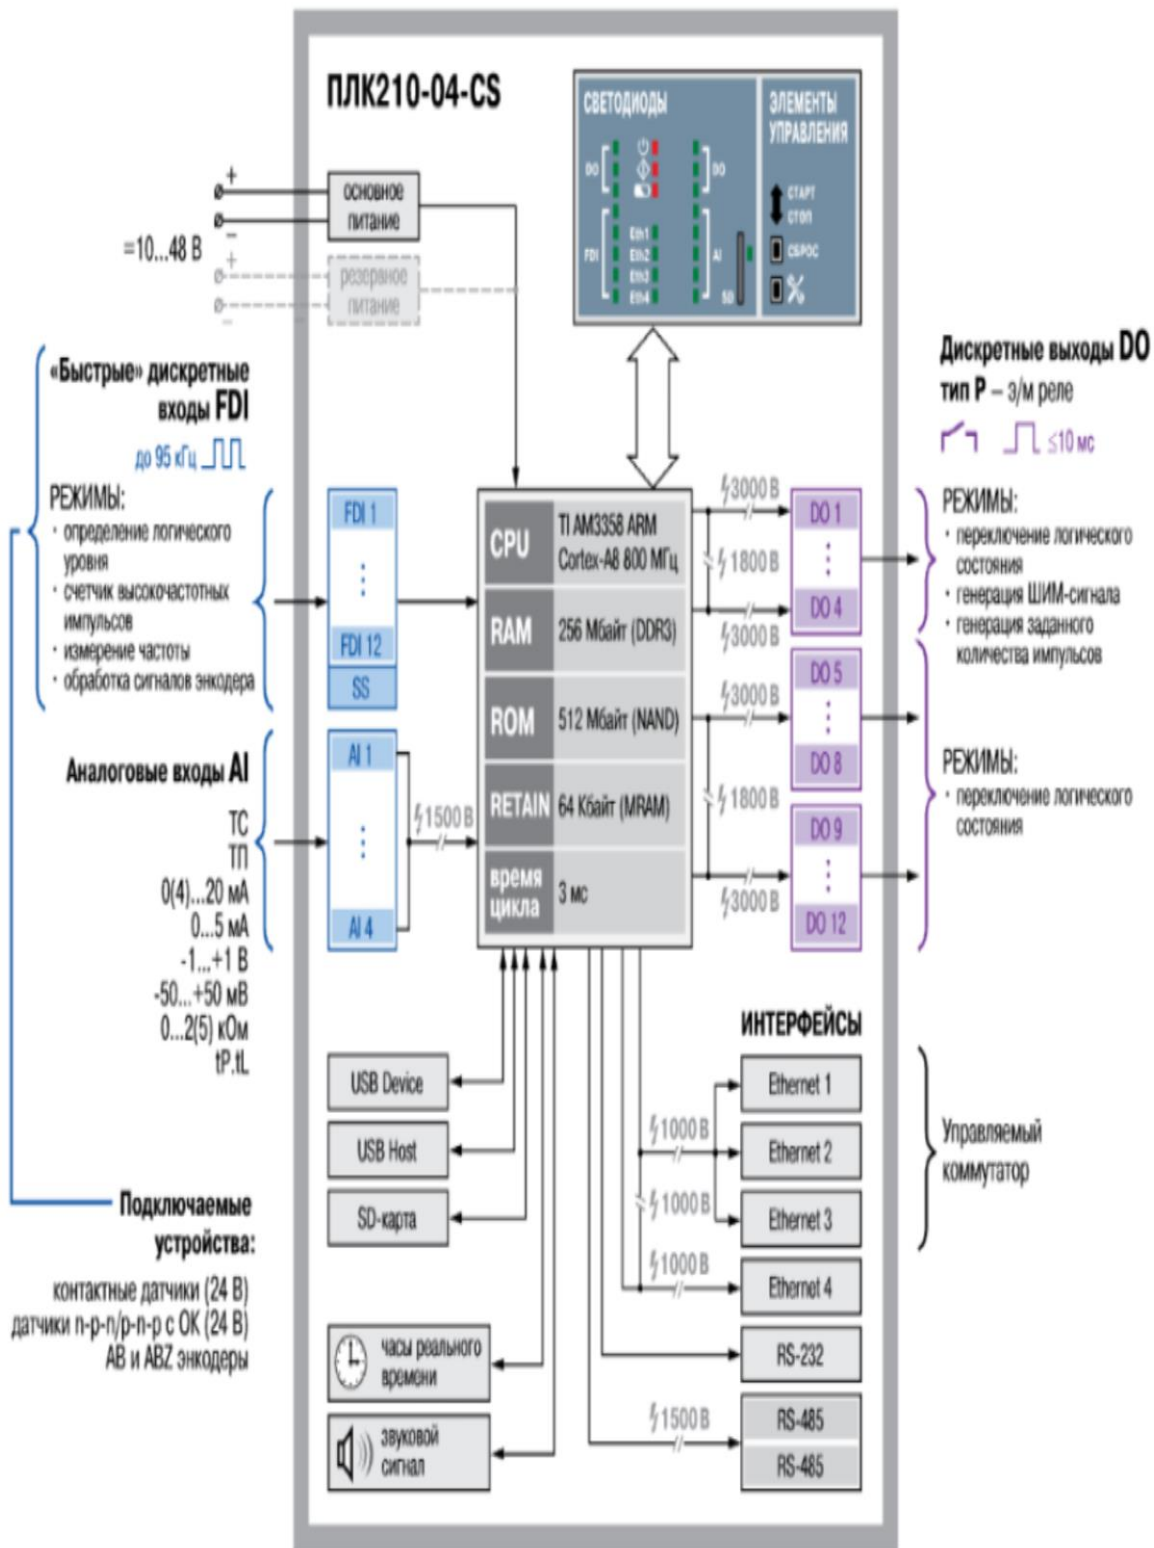 ПЛК210-04-CS
СВЕТОДИОДЫ
DO
DO
FDI
Eth1
Eth2
Eth3
Eth4
AI
SD
ЭЛЕМЕНТЫ
УПРАВЛЕНИЯ
СТАРТ
СТОП
СБРОС
+
–
=10...48 В
+
–
основное
питание
резервное
питание
«Быстрые» дискретные
входы FDI
до 95 кГц
РЕЖИМЫ:
· определение логического
уровня
· счетчик высокочастотных
импульсов
· измерение частоты
· обработка сигналов энкодера
FDI 1
FDI 12
SS
Аналоговые входы AI
ТС
ТП
0(4)...20 мА
0...5 мА
-1...+1 В
-50...+50 мВ
0...2(5) кОм
tP.tL
AI 1
AI 4
1500 В
CPU
TI AM3358 ARM
Cortex-A8 800 МГц
RAM
256 Мбайт (DDR3)
ROM
512 Мбайт (NAND)
RETAIN
64 Кбайт (MRAM)
время
цикла
3 мс
3000 В
1800 В
3000 В
3000 В
1800 В
3000 В
DO 1
DO 4
DO 5
DO 8
DO 9
DO 12
Дискретные выходы DO
тип Р – э/м реле
≤10 мс
РЕЖИМЫ:
· переключение логического
состояния
· генерация ШИМ-сигнала
· генерация заданного
количества импульсов
РЕЖИМЫ:
· переключение логического
состояния
Подключаемые
устройства:
контактные датчики (24 В)
датчики n-p-n/p-n-p с ОК (24 В)
АВ и ABZ энкодеры
USB Device
USB Host
SD-карта
часы реального
времени
звуковой
сигнал
ИНТЕРФЕЙСЫ
1000 В
1000 В
1000 В
1500 В
Ethernet 1
Ethernet 2
Ethernet 3
Ethernet 4
RS-232
RS-485
RS-485
Управляемый
коммутатор